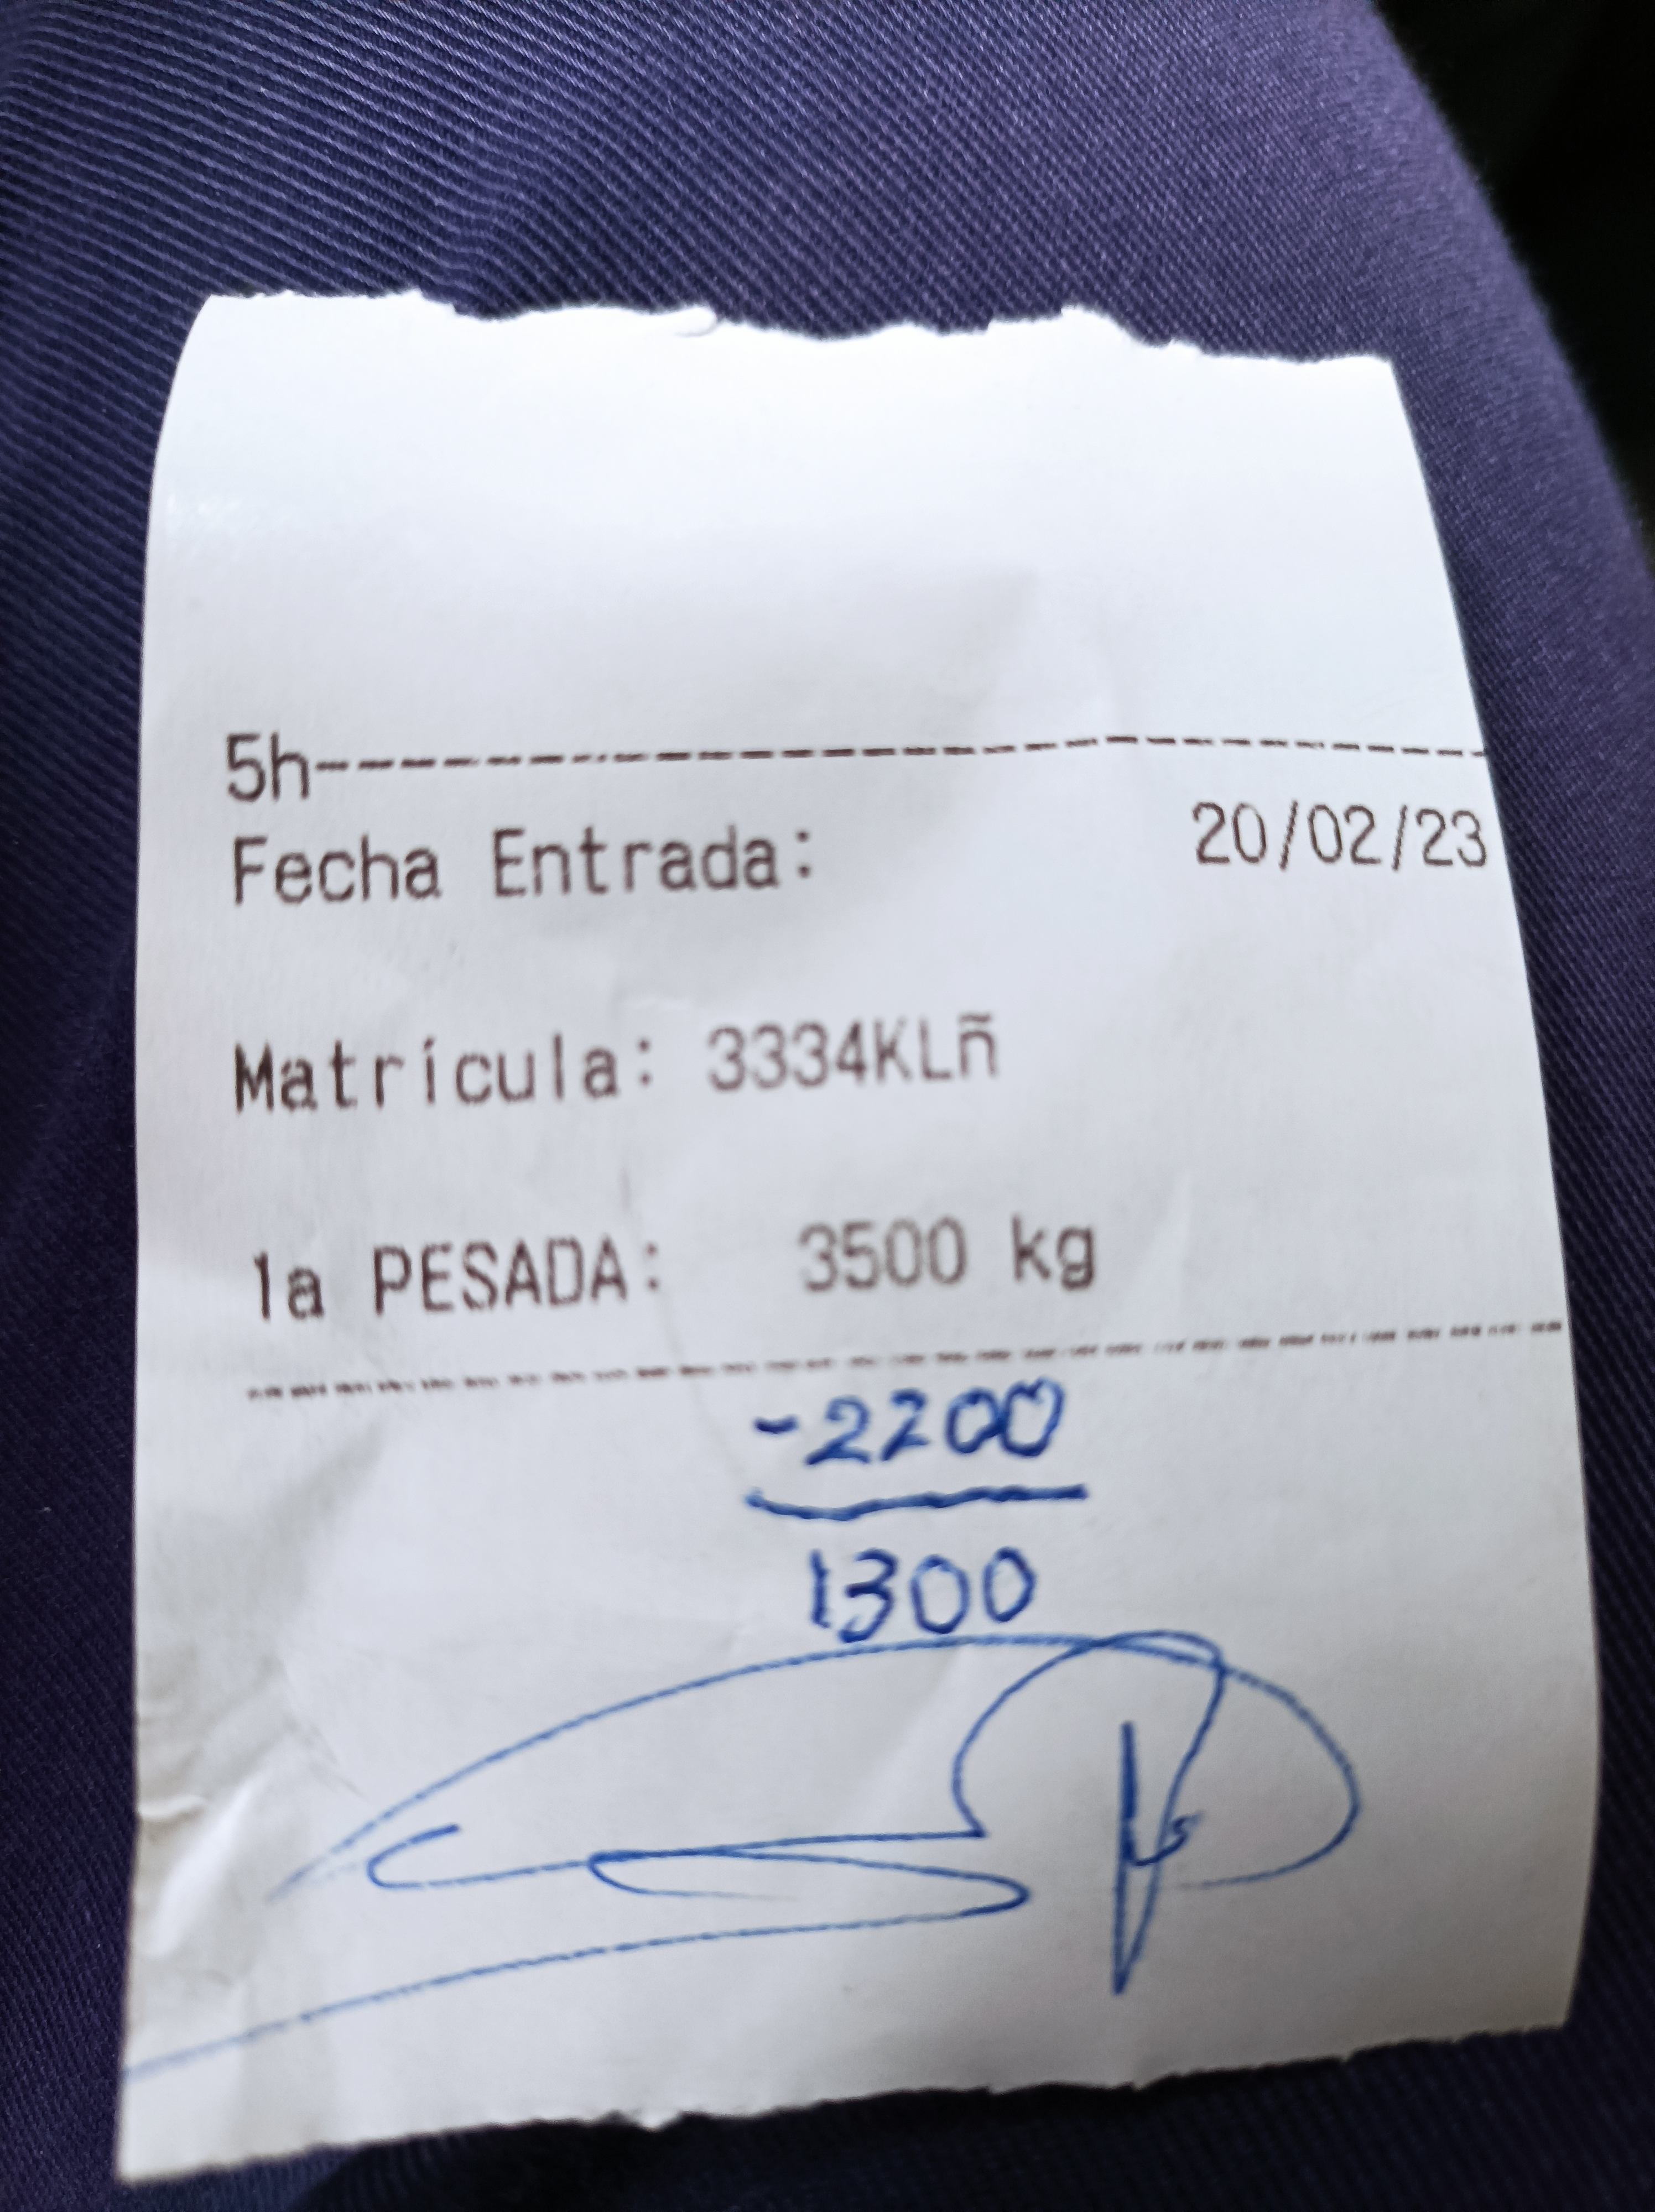 5h----------------------------
Fecha Entrada: 20/02/23
Matrícula: 3334KLñ
1a PESADA: 3500 kg
-2200
1300